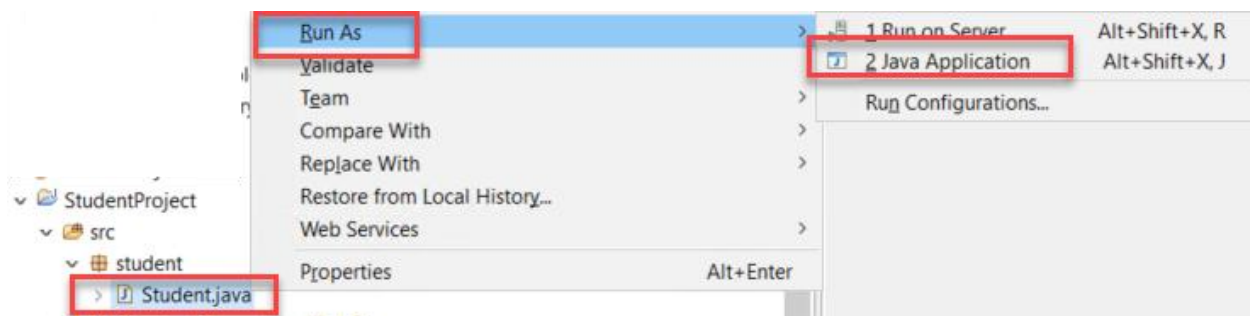 Run As
1 Run on Server Alt+Shift+X, R
Validate
2 Java Application Alt+Shift+X, J
Team
Run Configurations...
Compare With
Replace With
Restore from Local History...
Web Services
Properties Alt+Enter
StudentProject
src
student
Student.java